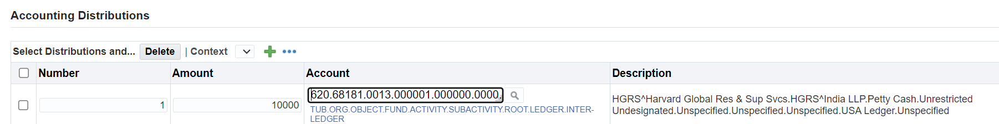 Accounting Distributions
Select Distributions and... Delete | Context
Number Amount Account Description
1 10000 620.68181.0013.000001.000000.0000.
TUB.ORG.OBJECT.FUND.ACTIVITY.SUBACTIVITY.ROOT.LEDGER.INTER-
LEDGER
HGRS^Harvard Global Res & Sup Svcs.HGRS^India LLP.Petty Cash.Unrestricted
Undesignated.Unspecified.Unspecified.Unspecified.USA Ledger.Unspecified